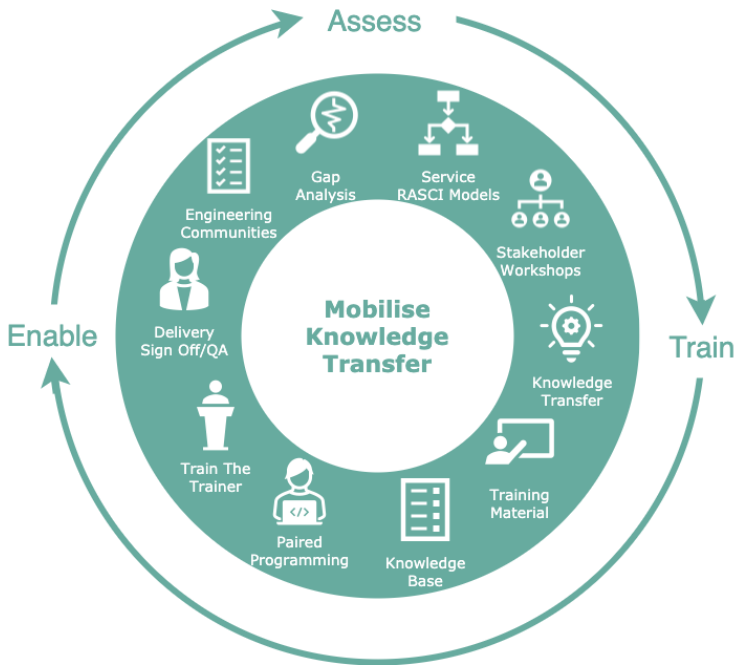 Assess
Gap
Analysis
Service
RASCI Models
Engineering
Communities
Stakeholder
Workshops
Mobilise
Knowledge
Transfer
Enable
Delivery
Sign Off/QA
Train
Knowledge
Transfer
Train The
Trainer
Training
Material
</>
Paired
Programming
Knowledge
Base